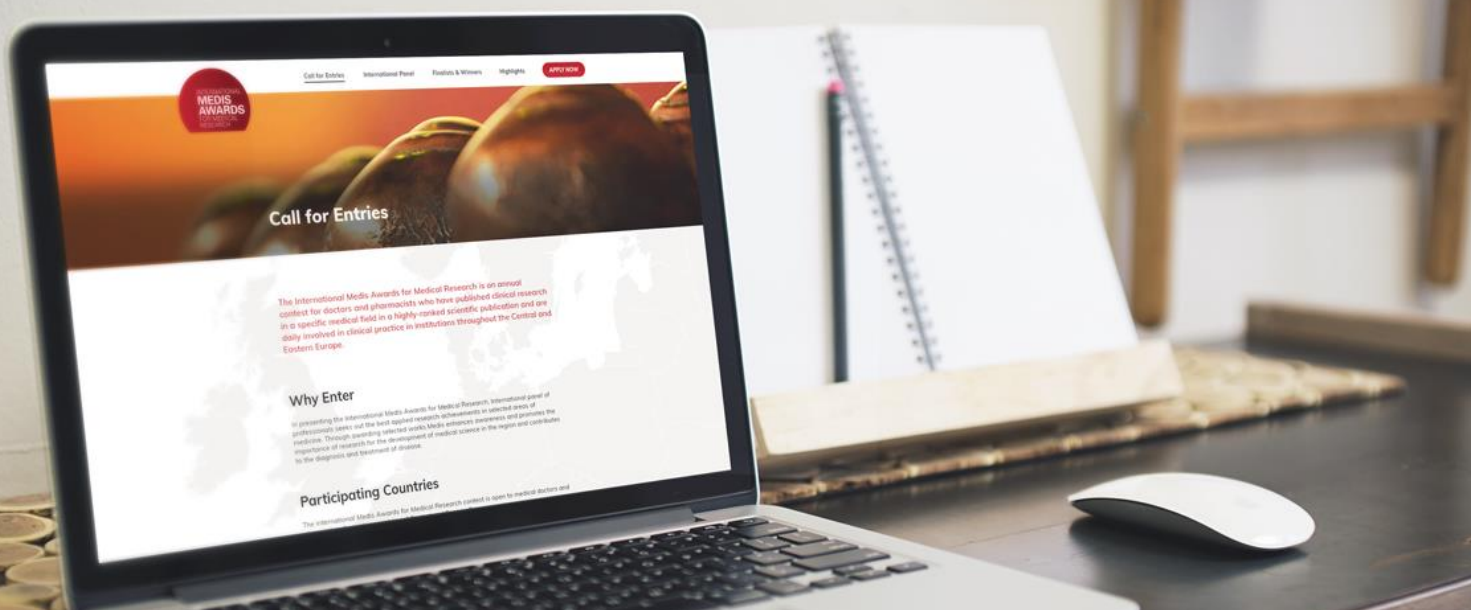 Call for Entries International Panel Finalists & Winners Highlights APPLY NOW
INTERNATIONAL
MEDIS
AWARDS
FOR MEDICAL
RESEARCH
Call for Entries
The International Medis Awards for Medical Research is an annual
contest for doctors and pharmacists who have published clinical research
in a specific medical field in a highly-ranked scientific publication and are
daily involved in clinical practice in institutions throughout the Central and
Eastern Europe.
Why Enter
In presenting the International Medis Awards for Medical Research, International panel of
professionals seeks out the best applied research achievements in selected areas of
medicine. Through awarding selected works Medis enhances awareness and promotes the
importance of research for the development of medical science in the region and contributes
to the diagnosis and treatment of disease.
Participating Countries
The International Medis Awards for Medical Research contest is open to medical doctors and